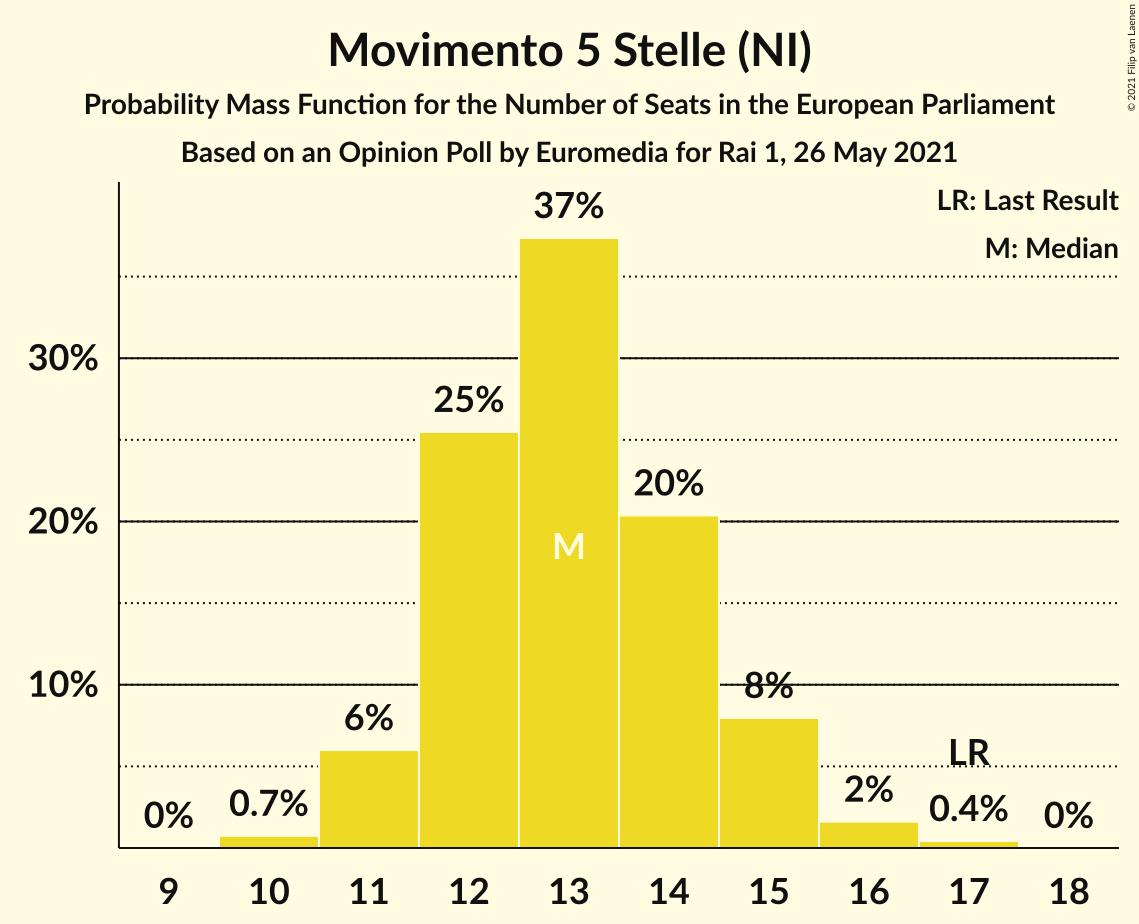 Movimento 5 Stelle (NI)
Probability Mass Function for the Number of Seats in the European Parliament
Based on an Opinion Poll by Euromedia for Rai 1, 26 May 2021
© 2021 Filip van Laenen
LR: Last Result
M: Median
37%
30%
25%
20%
20%
M
10%
8%
6%
LR
2%
0.7%
0.4%
0%
0%
9 10 11 12 13 14 15 16 17 18